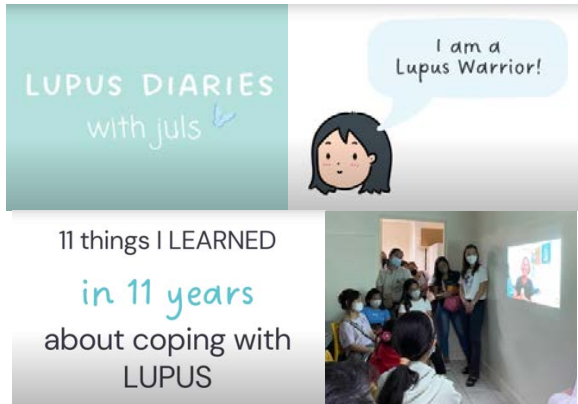 LUPUS DIARIES
with juls
I am a
Lupus Warrior!
11 things I LEARNED
in 11 years
about coping with
LUPUS